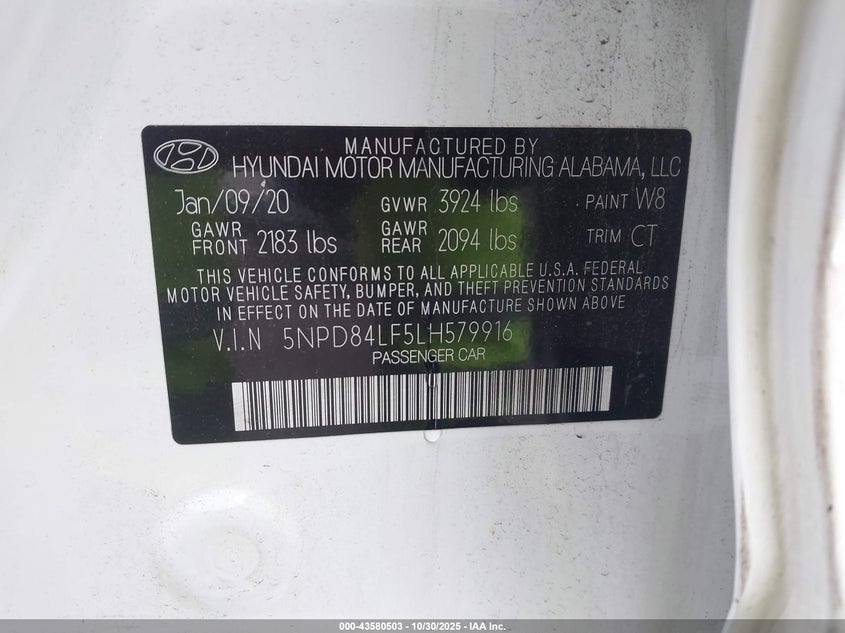 MANUFACTURED BY
HYUNDAI MOTOR MANUFACTURING ALABAMA, LLC
Jan/09/20 GVWR 3924 lbs PAINT W8
GAWR FRONT 2183 lbs GAWR REAR 2094 lbs TRIM CT
THIS VEHICLE CONFORMS TO ALL APPLICABLE U.S.A. FEDERAL
MOTOR VEHICLE SAFETY, BUMPER, AND THEFT PREVENTION STANDARDS
IN EFFECT ON THE DATE OF MANUFACTURE SHOWN ABOVE
V.I.N 5NPD84LF5LH579916
PASSENGER CAR
000-43580503 - 10/30/2025 - IAA Inc.